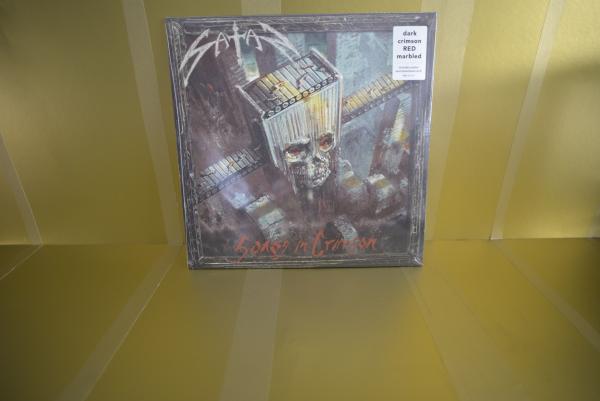 SATAN
dark
crimson
RED
marbled
Songs in Crimson